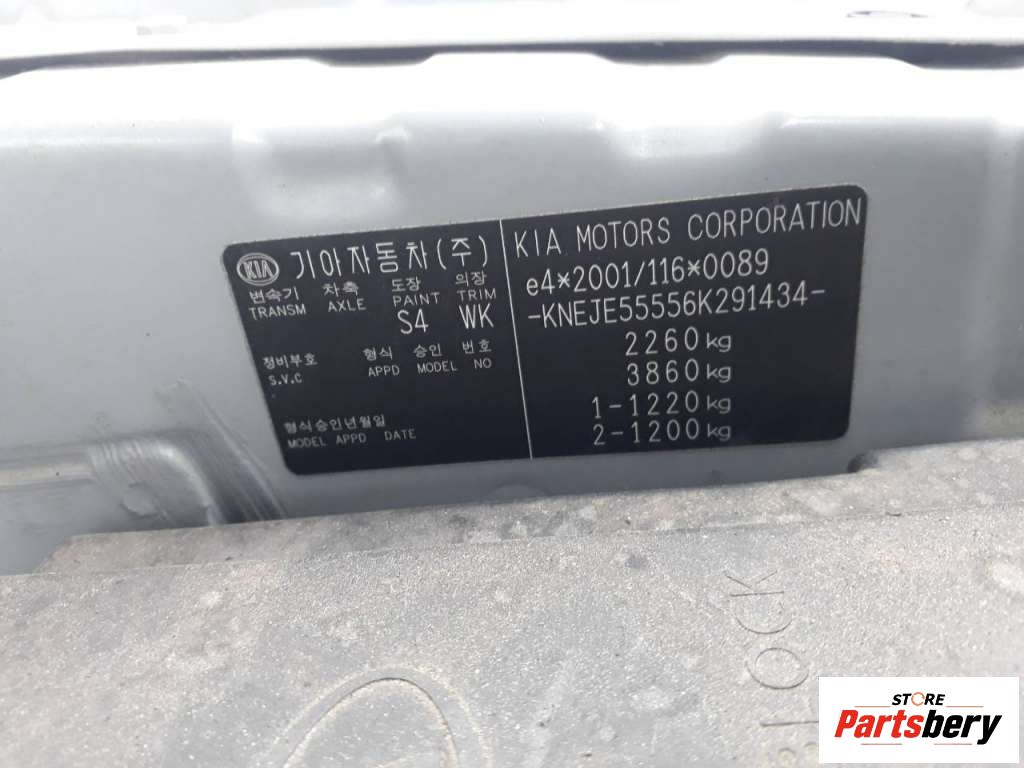 KIA 기아자동차(주)
변속기 차축 도장 의장
TRANSM AXLE PAINT TRIM
S4 WK
정비부호 형식 승인 번호
S.V.C APPD MODEL NO
형식승인년월일
MODEL APPD DATE
KIA MOTORS CORPORATION
e4*2001/116*0089
-KNEJE55556K291434-
2260kg
3860kg
1-1220kg
2-1200kg
LOCK
STORE
Partsbery